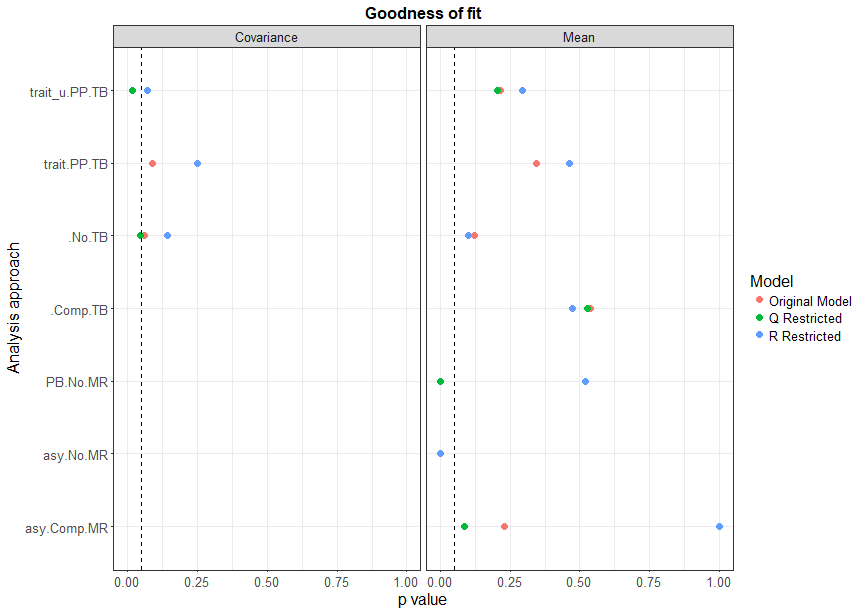 Goodness of fit
Covariance
Mean
Analysis approach
trait_u.PP.TB
trait.PP.TB
.No.TB
.Comp.TB
PB.No.MR
asy.No.MR
asy.Comp.MR
0.00 0.25 0.50 0.75 1.00
0.00 0.25 0.50 0.75 1.00
p value
Model
Original Model
Q Restricted
R Restricted